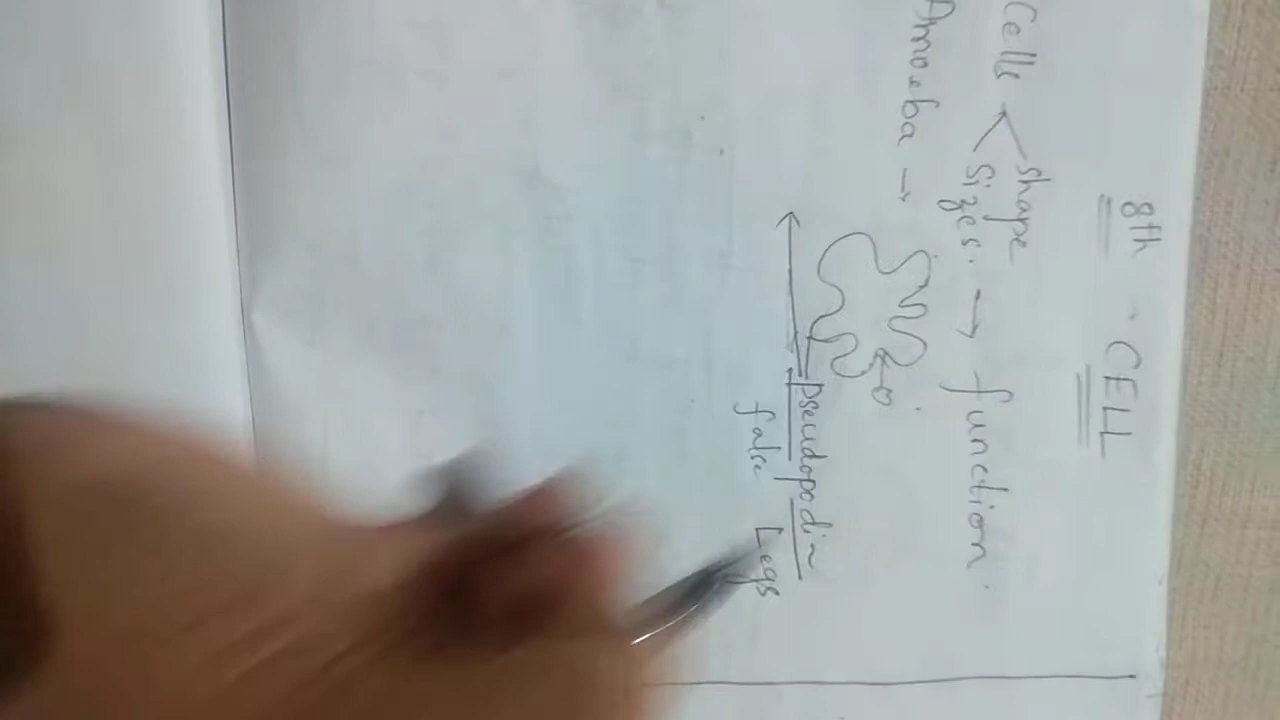 8th - CELL
Cells < shape
sizes. → function.
Amoeba →
pseudopodia
false Legs